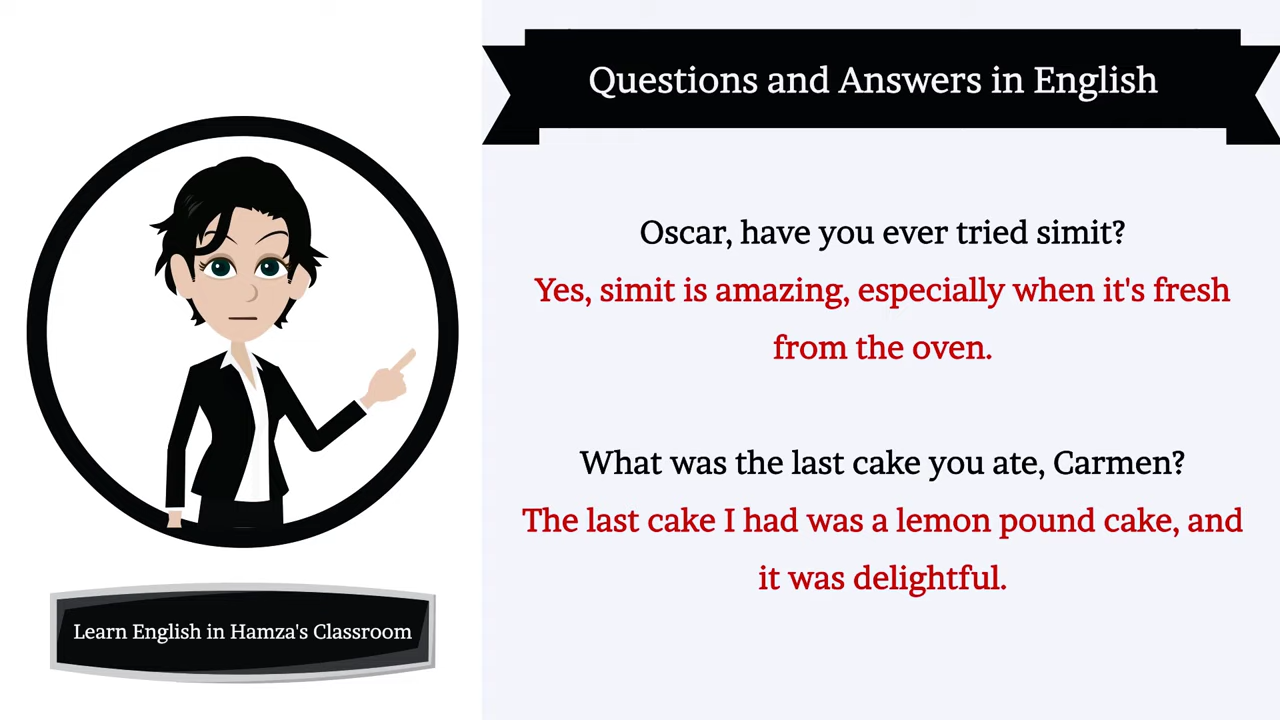 Questions and Answers in English
Oscar, have you ever tried simit?
Yes, simit is amazing, especially when it's fresh
from the oven.
What was the last cake you ate, Carmen?
The last cake I had was a lemon pound cake, and
it was delightful.
Learn English in Hamza's Classroom